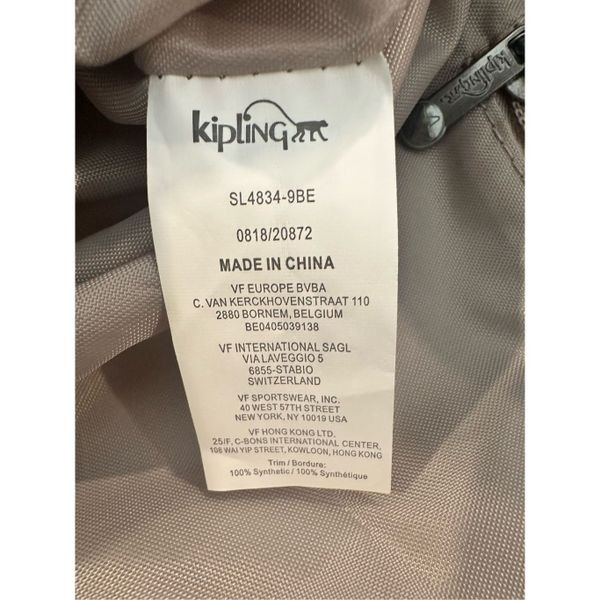 kipling
kipling
SL4834-9BE
0818/20872
MADE IN CHINA
VF EUROPE BVBA
C. VAN KERCKHOVENSTRAAT 110
2880 BORNEM, BELGIUM
BE0405039138
VF INTERNATIONAL SAGL
VIA LAVEGGIO 5
6855-STABIO
SWITZERLAND
VF SPORTSWEAR, INC.
40 WEST 57TH STREET
NEW YORK, NY 10019 USA
VF HONG KONG LTD.
25/F, C-BONS INTERNATIONAL CENTER,
108 WAI YIP STREET, KOWLOON, HONG KONG
Trim / Bordure:
100% Synthetic / 100% Synthétique